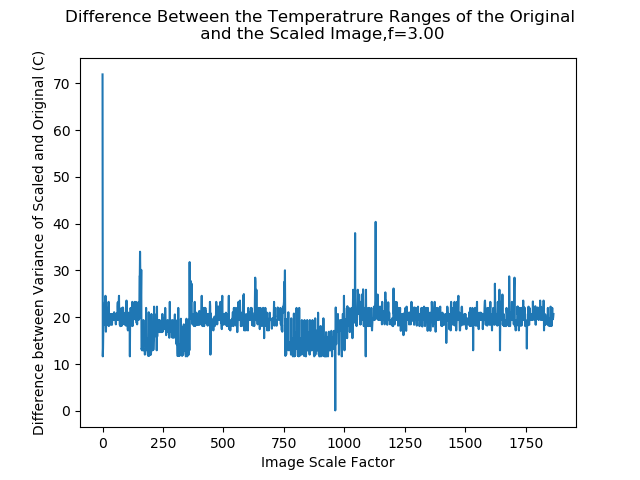 Difference Between the Temperatrure Ranges of the Original
and the Scaled Image,f=3.00
Difference between Variance of Scaled and Original (C)
70
60
50
40
30
20
10
0
0 250 500 750 1000 1250 1500 1750
Image Scale Factor